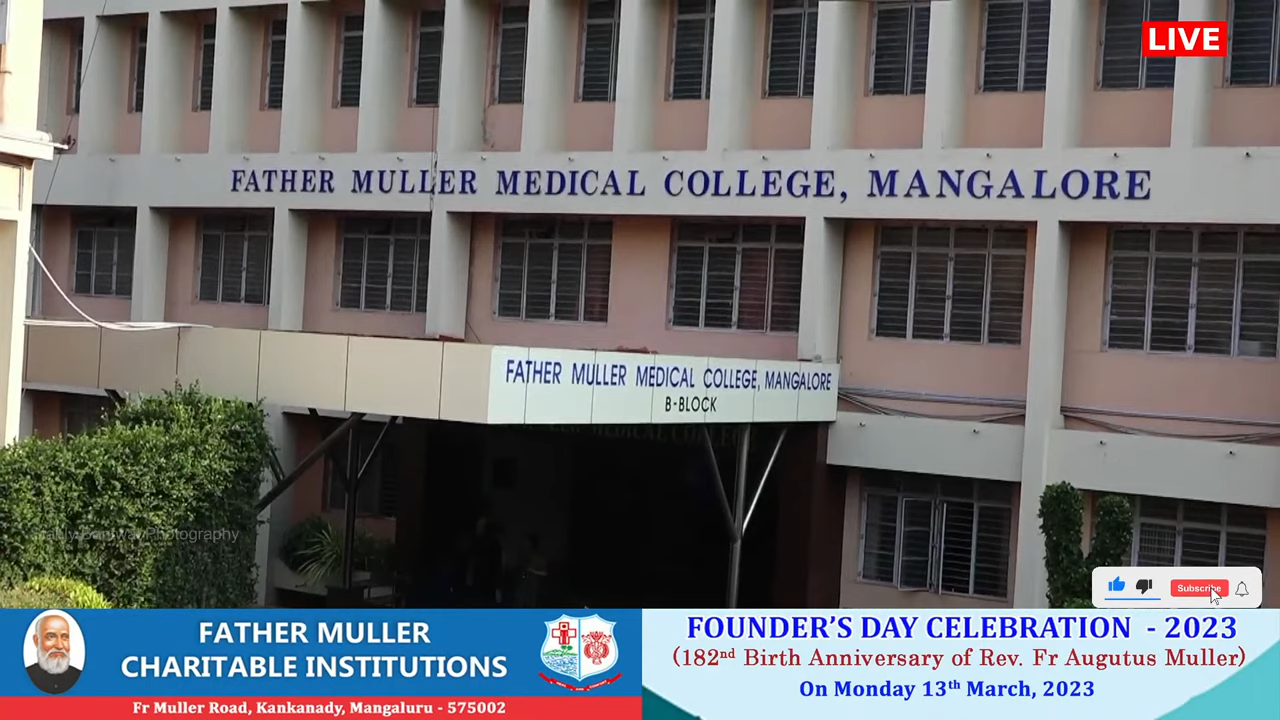 LIVE
FATHER MULLER MEDICAL COLLEGE, MANGALORE
FATHER MULLER MEDICAL COLLEGE, MANGALORE
B-BLOCK
Photography
Subscribe
FATHER MULLER
CHARITABLE INSTITUTIONS
Fr Muller Road, Kankanady, Mangaluru - 575002
FOUNDER'S DAY CELEBRATION - 2023
(182nd Birth Anniversary of Rev. Fr Augutus Muller)
On Monday 13th March, 2023